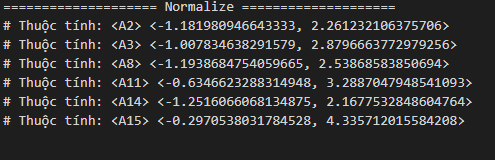 ==================== Normalize ====================
# Thuộc tính: <A2> <-1.181980946643333, 2.261232106375706>
# Thuộc tính: <A3> <-1.007834638291579, 2.8796663772979256>
# Thuộc tính: <A8> <-1.1938684754059665, 2.53868583850694>
# Thuộc tính: <A11> <-0.6346623288314948, 3.2887047948541093>
# Thuộc tính: <A14> <-1.2516066068134875, 2.1677532848604764>
# Thuộc tính: <A15> <-0.2970538031784528, 4.335712015584208>